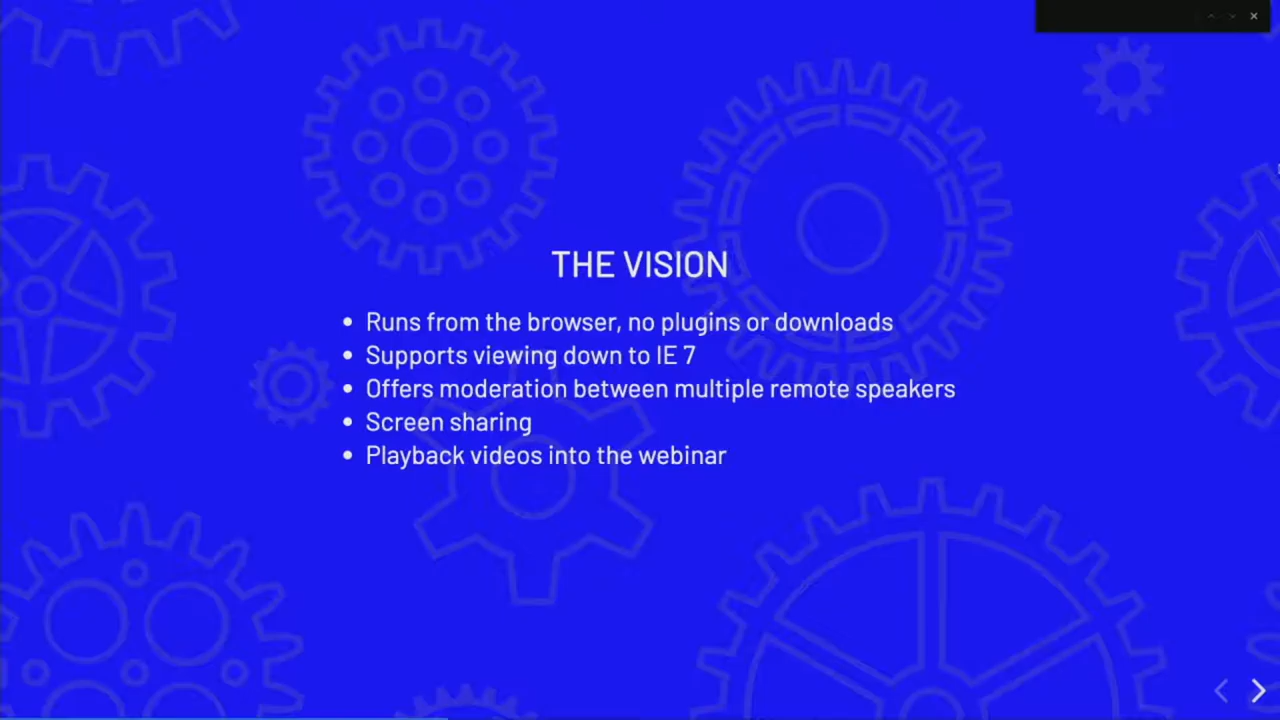 THE VISION
Runs from the browser, no plugins or downloads
Supports viewing down to IE 7
Offers moderation between multiple remote speakers
Screen sharing
Playback videos into the webinar